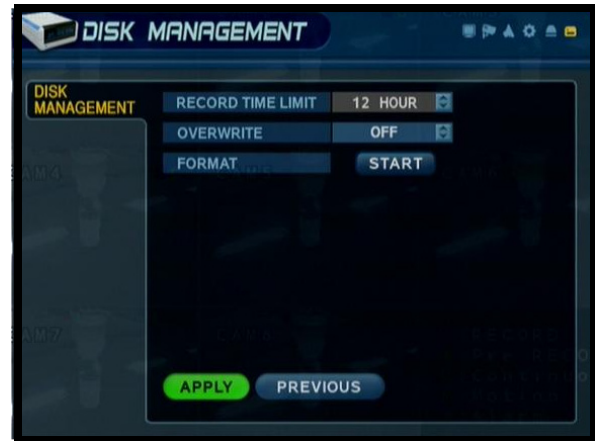 DISK MANAGEMENT
DISK
MANAGEMENT
RECORD TIME LIMIT 12 HOUR
OVERWRITE OFF
FORMAT START
APPLY PREVIOUS